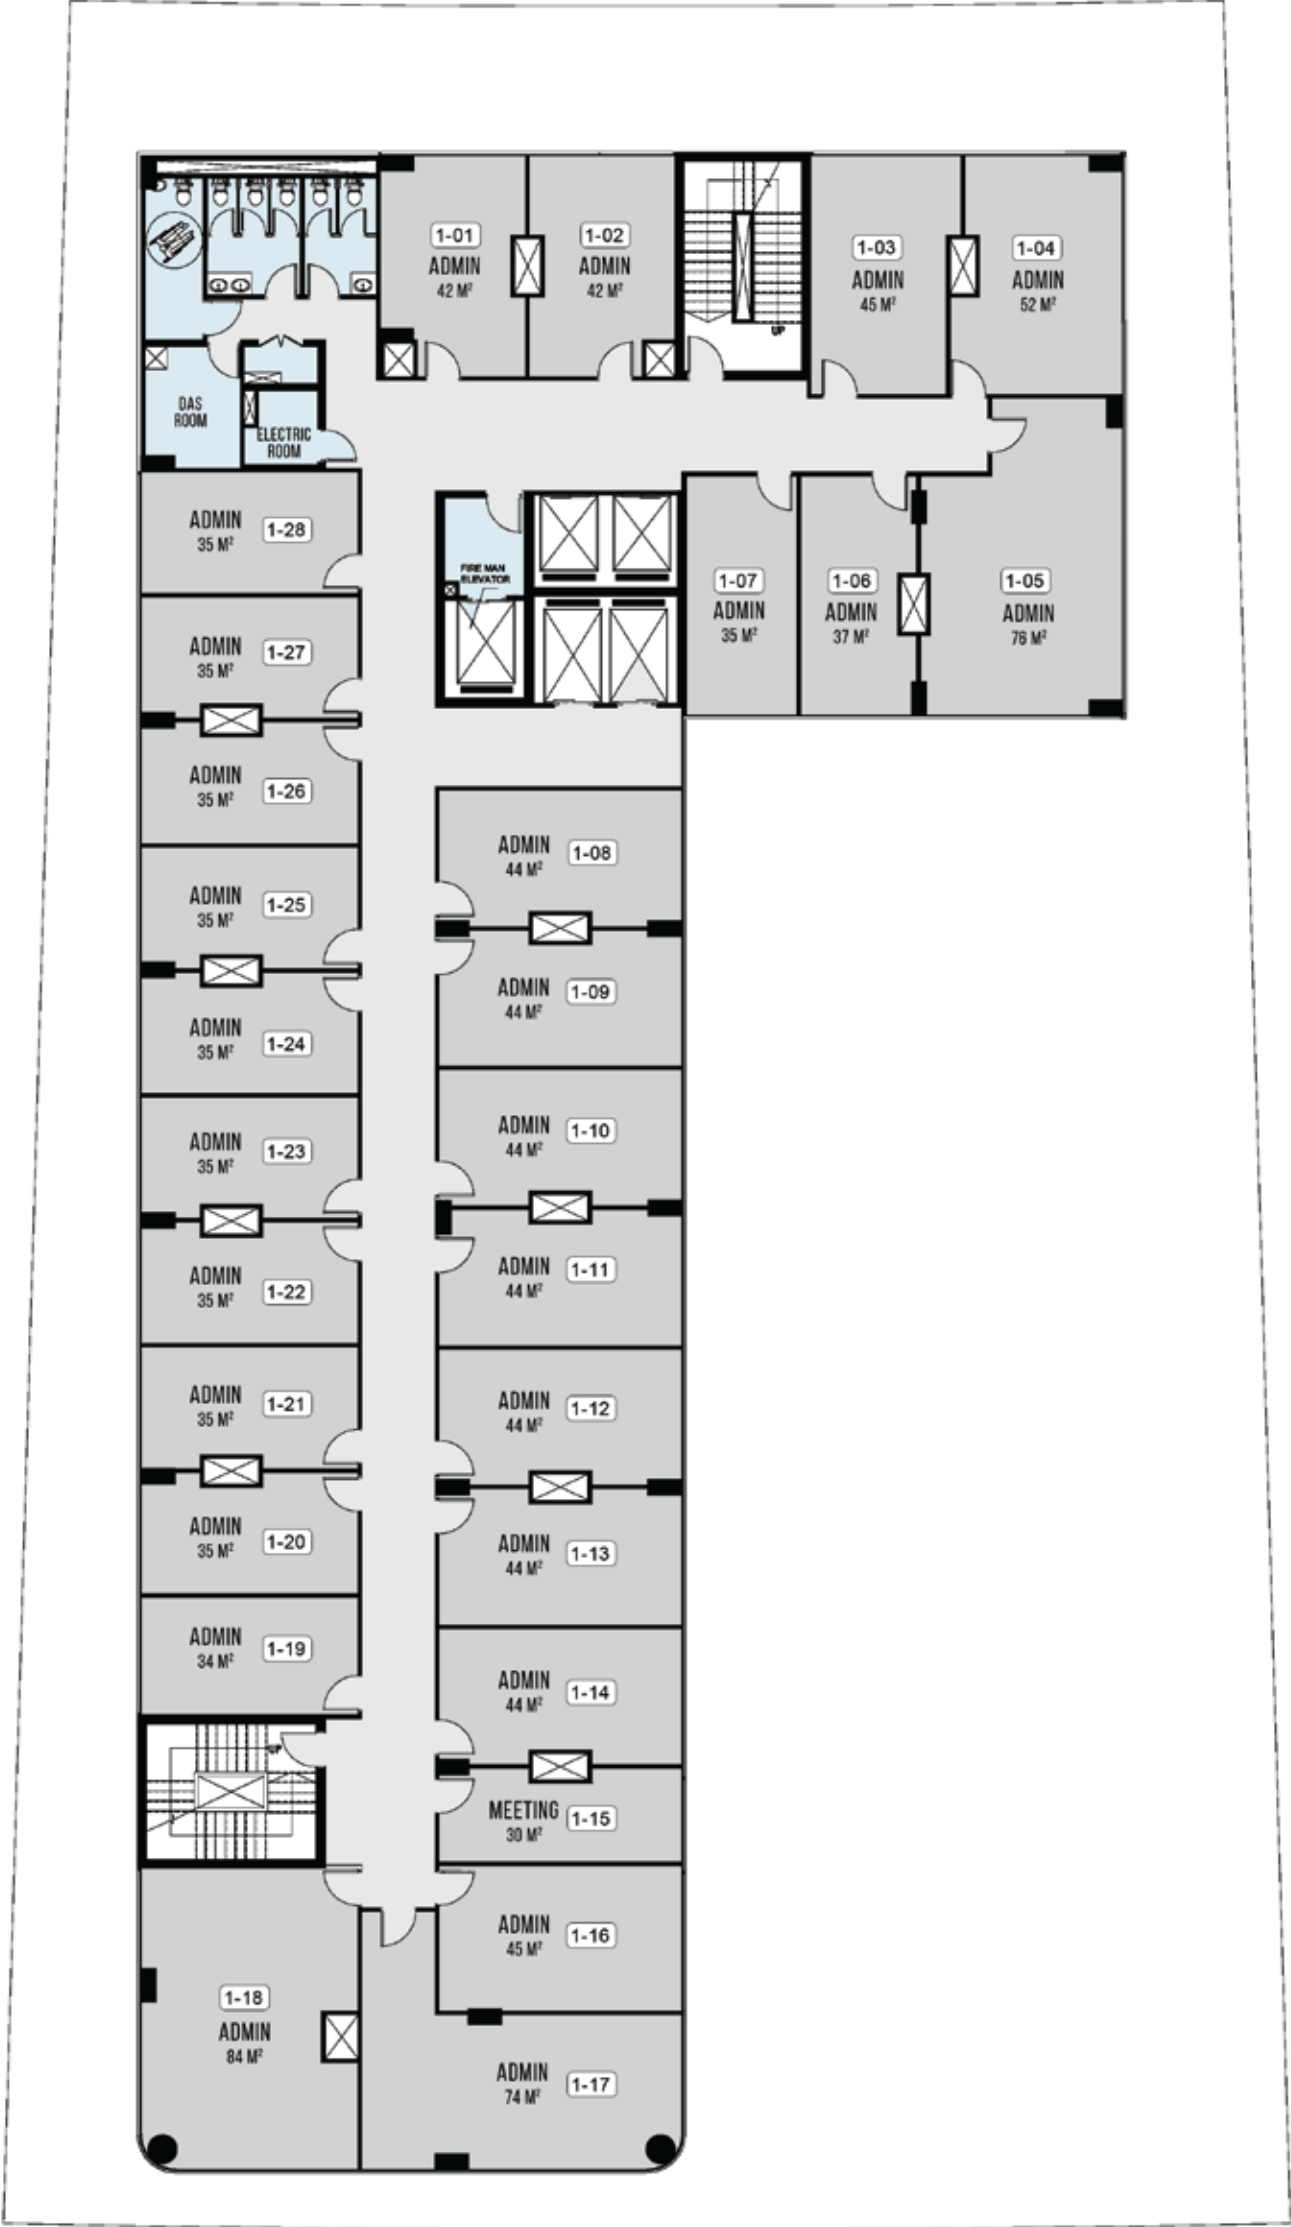 1-01
ADMIN
42 M²
1-02
ADMIN
42 M²
UP
1-03
ADMIN
45 M²
1-04
ADMIN
52 M²
DAS
ROOM
ELECTRIC
ROOM
FIRE MAN
ELEVATOR
1-07
ADMIN
35 M²
1-06
ADMIN
37 M²
1-05
ADMIN
76 M²
ADMIN 1-28
35 M²
ADMIN 1-27
35 M²
ADMIN 1-26
35 M²
ADMIN 1-25
35 M²
ADMIN 1-24
35 M²
ADMIN 1-23
35 M²
ADMIN 1-22
35 M²
ADMIN 1-21
35 M²
ADMIN 1-20
35 M²
ADMIN 1-19
34 M²
UP
ADMIN 1-08
44 M²
ADMIN 1-09
44 M²
ADMIN 1-10
44 M²
ADMIN 1-11
44 M²
ADMIN 1-12
44 M²
ADMIN 1-13
44 M²
ADMIN 1-14
44 M²
MEETING 1-15
30 M²
ADMIN 1-16
45 M²
1-18
ADMIN
84 M²
ADMIN 1-17
74 M²